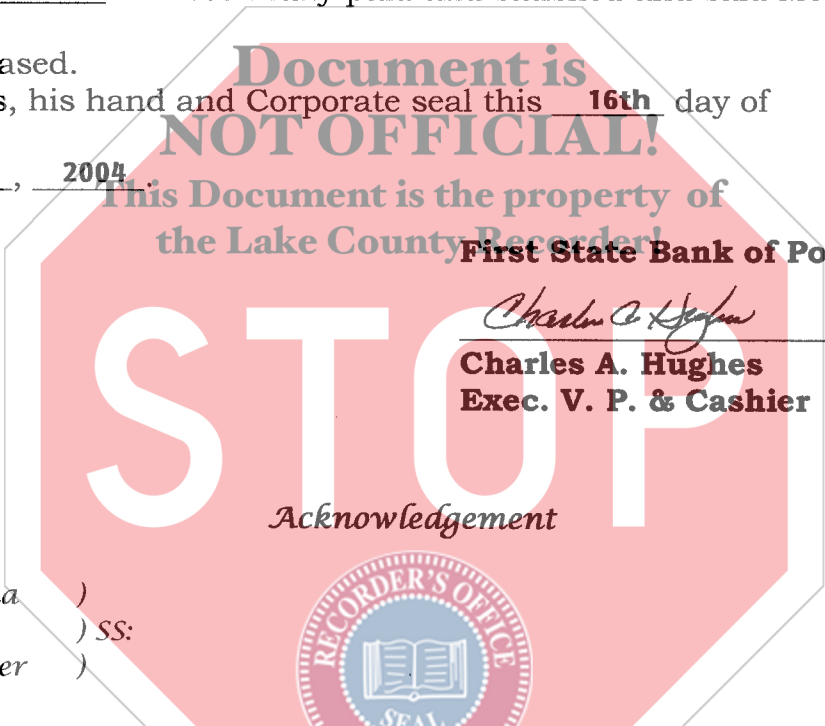 ased.
s, his hand and Corporate seal this 16th day of
, 2004.
Document is
NOT OFFICIAL!
This Document is the property of
the Lake County Recorder!
First State Bank of Po
Charles A. Hughes
Charles A. Hughes
Exec. V. P. & Cashier
STOP
Acknowledgement
a )
) SS:
er )
RECORDER'S OFFICE
SEAL